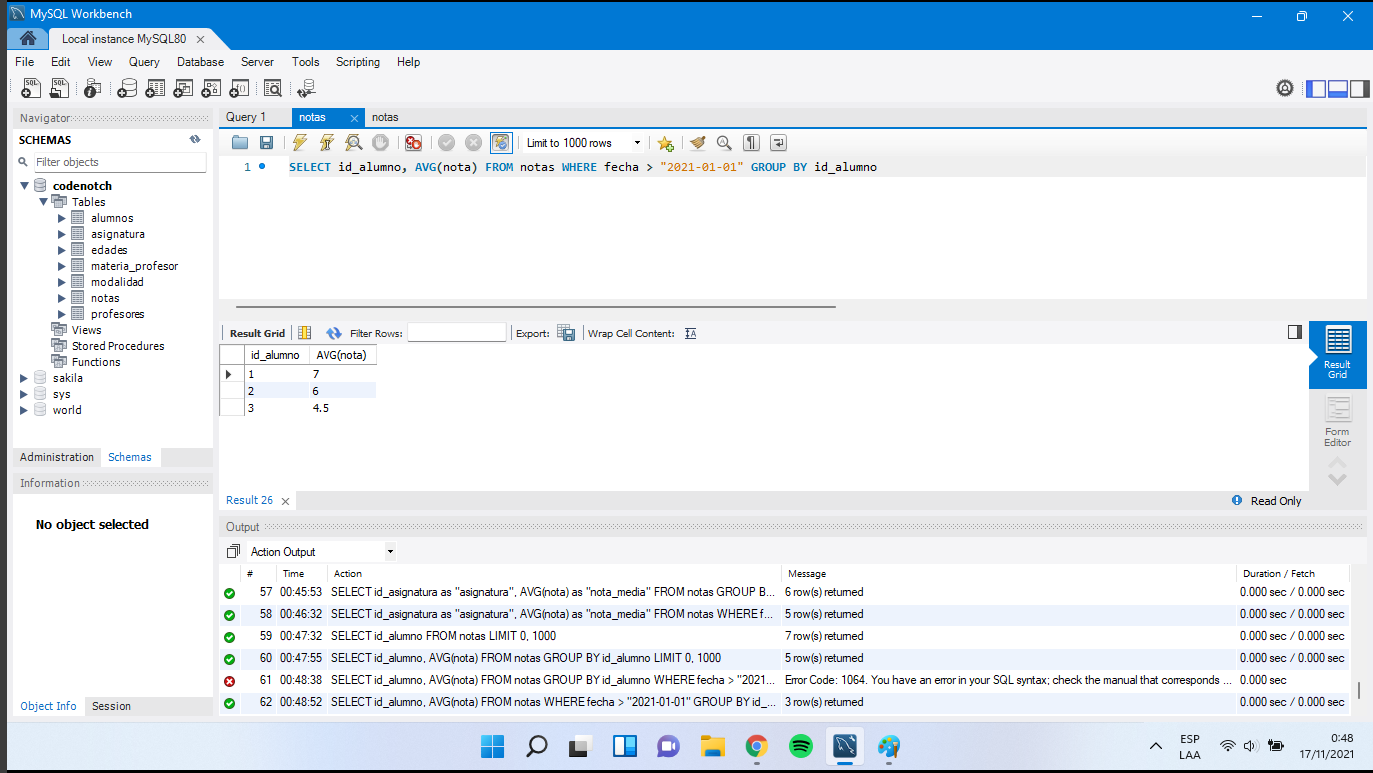 MySQL Workbench
Local instance MySQL80
File Edit View Query Database Server Tools Scripting Help
Navigator
SCHEMAS
Filter objects
codenotch
Tables
alumnos
asignatura
edades
materia_profesor
modalidad
notas
profesores
Views
Stored Procedures
Functions
sakila
sys
world
Administration Schemas
Information
No object selected
Object Info Session
Query 1 notas notas
Limit to 1000 rows
1 SELECT id_alumno, AVG(nota) FROM notas WHERE fecha > "2021-01-01" GROUP BY id_alumno
Result Grid Filter Rows: Export: Wrap Cell Content:
id_alumno AVG(nota)
1 7
2 6
3 4.5
Result Grid
Form Editor
Result 26 Read Only
Output
Action Output
# Time Action Message Duration / Fetch
57 00:45:53 SELECT id_asignatura as "asignatura", AVG(nota) as "nota_media" FROM notas GROUP B... 6 row(s) returned 0.000 sec / 0.000 sec
58 00:46:32 SELECT id_asignatura as "asignatura", AVG(nota) as "nota_media" FROM notas WHERE f... 5 row(s) returned 0.000 sec / 0.000 sec
59 00:47:32 SELECT id_alumno FROM notas LIMIT 0, 1000 7 row(s) returned 0.000 sec / 0.000 sec
60 00:47:55 SELECT id_alumno, AVG(nota) FROM notas GROUP BY id_alumno LIMIT 0, 1000 5 row(s) returned 0.000 sec / 0.000 sec
61 00:48:38 SELECT id_alumno, AVG(nota) FROM notas GROUP BY id_alumno WHERE fecha > "2021... Error Code: 1064. You have an error in your SQL syntax; check the manual that corresponds ... 0.000 sec
62 00:48:52 SELECT id_alumno, AVG(nota) FROM notas WHERE fecha > "2021-01-01" GROUP BY id_... 3 row(s) returned 0.000 sec / 0.000 sec
ESP
LAA
0:48
17/11/2021